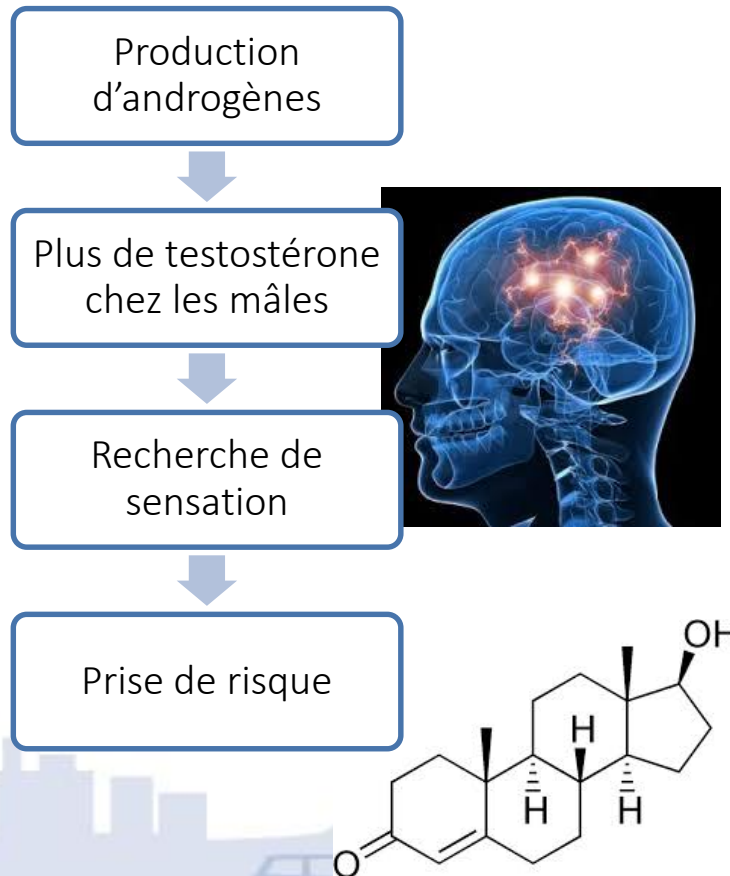 Production
d'androgènes
Plus de testostérone
chez les mâles
Recherche de
sensation
Prise de risque
OH
H
H
H
O